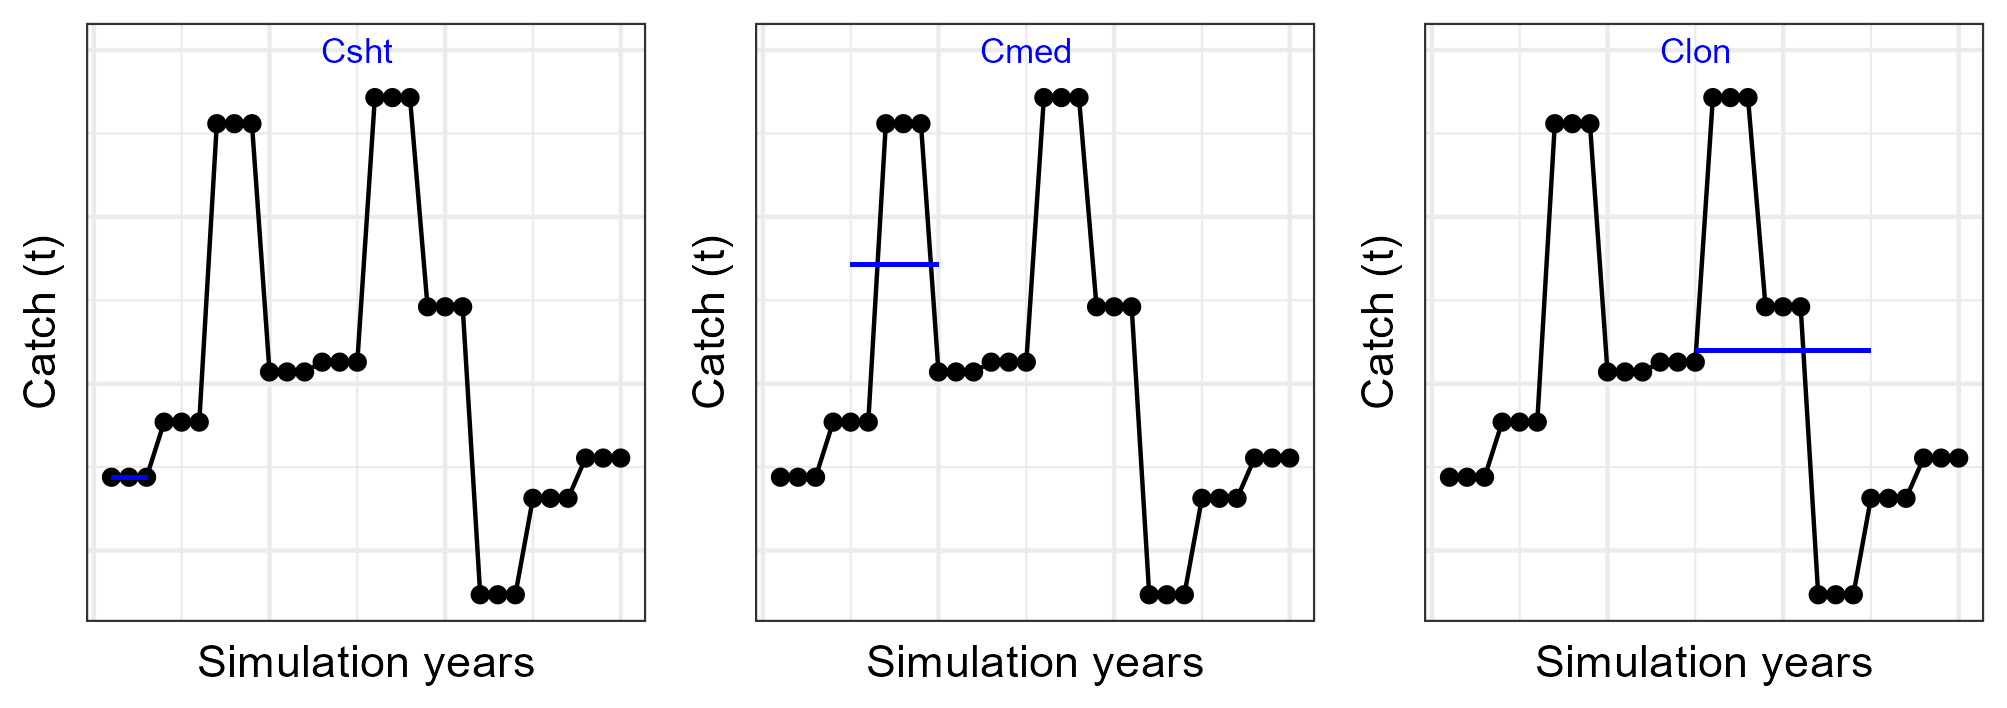 Csht
Catch (t)
Simulation years
Cmed
Catch (t)
Simulation years
Clon
Catch (t)
Simulation years